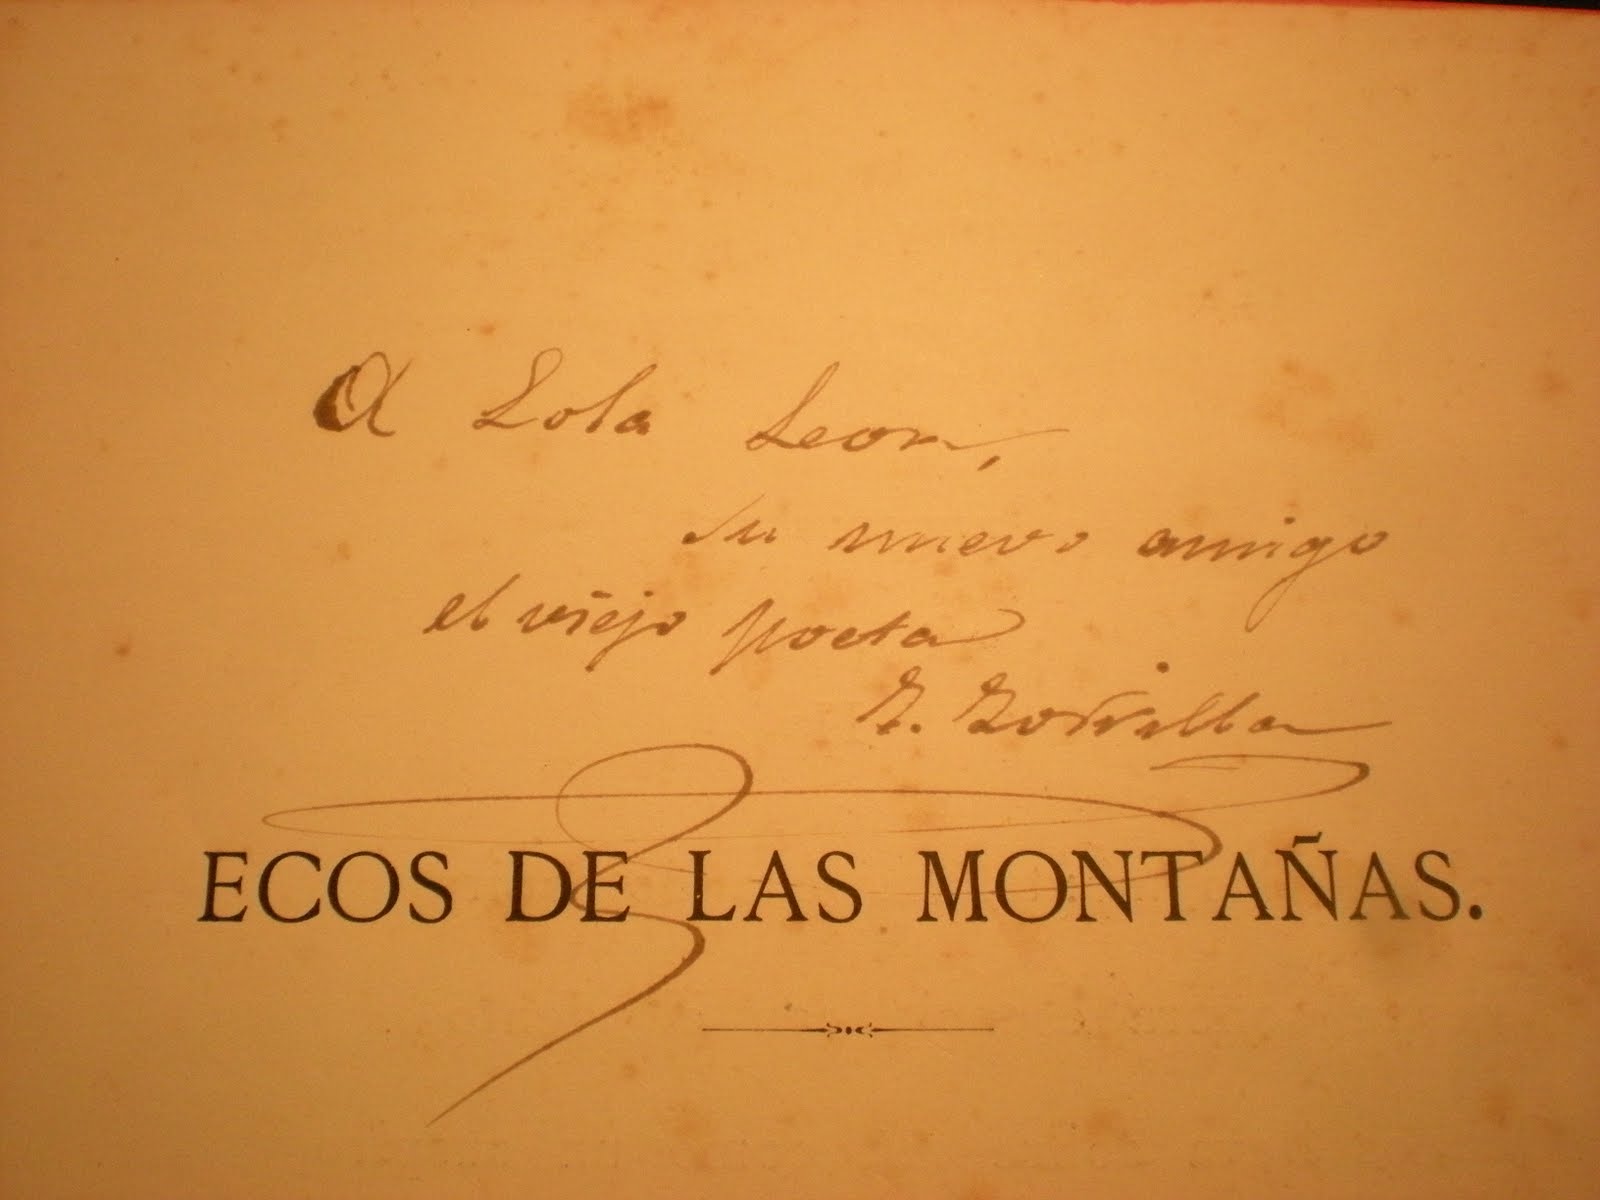 A Lola Leon,
su nuevo amigo
el viejo poeta
J. Zorrilla
ECOS DE LAS MONTAÑAS.